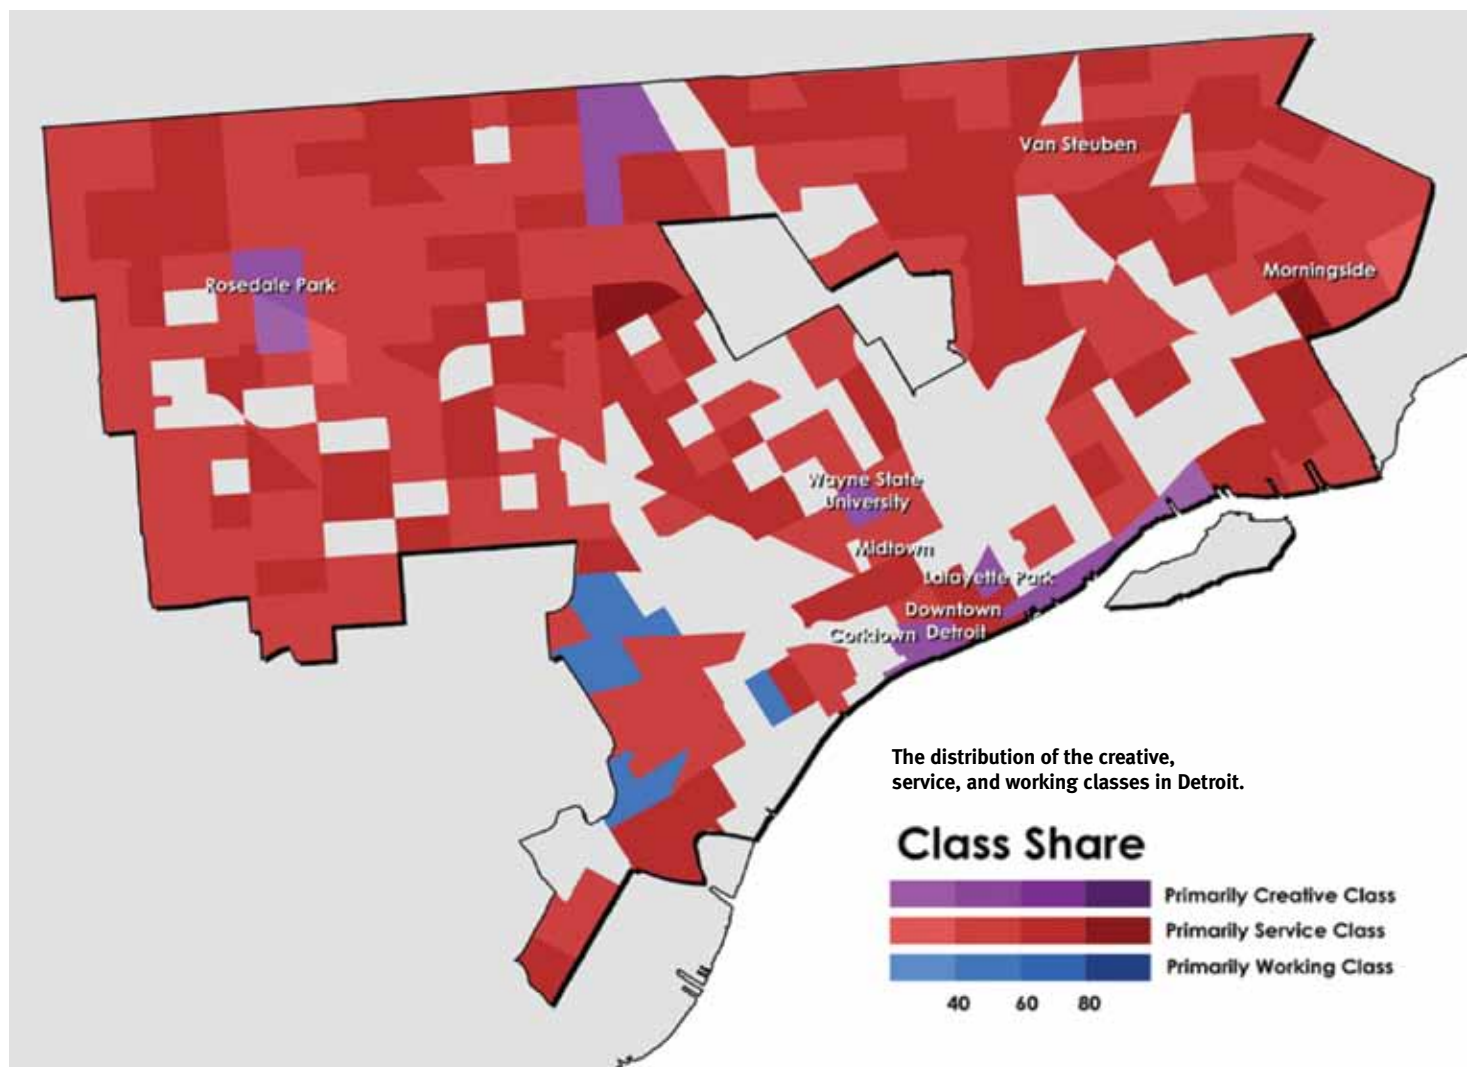 Van Steuben
Rosedale Park
Morningside
Wayne State
University
Midtown
Lafayette Park
Downtown
Corktown Detroit
The distribution of the creative,
service, and working classes in Detroit.
Class Share
Primarily Creative Class
Primarily Service Class
Primarily Working Class
40 60 80